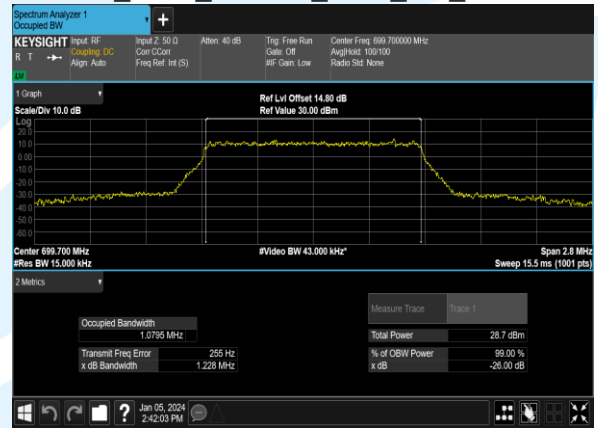 Spectrum Analyzer 1
Occupied BW
+
KEYSIGHT Input: RF Input Z: 50 Ω Atten: 40 dB Trig: Free Run Center Freq: 699.700000 MHz
R T Coupling: DC Corr CCorr Gate: Off Avg|Hold: 100/100
Align: Auto Freq Ref: Int (S) #IF Gain: Low Radio Std: None
1 Graph
Ref Lvl Offset 14.80 dB
Scale/Div 10.0 dB Ref Value 30.00 dBm
Log
20.0
10.0
0.00
-10.0
-20.0
-30.0
-40.0
-50.0
-60.0
Center 699.700 MHz #Video BW 43.000 kHz* Span 2.8 MHz
#Res BW 15.000 kHz Sweep 15.5 ms (1001 pts)
2 Metrics
Measure Trace Trace 1
Occupied Bandwidth
1.0795 MHz Total Power 28.7 dBm
Transmit Freq Error 255 Hz % of OBW Power 99.00 %
x dB Bandwidth 1.228 MHz x dB -26.00 dB
? Jan 05, 2024
2:42:03 PM